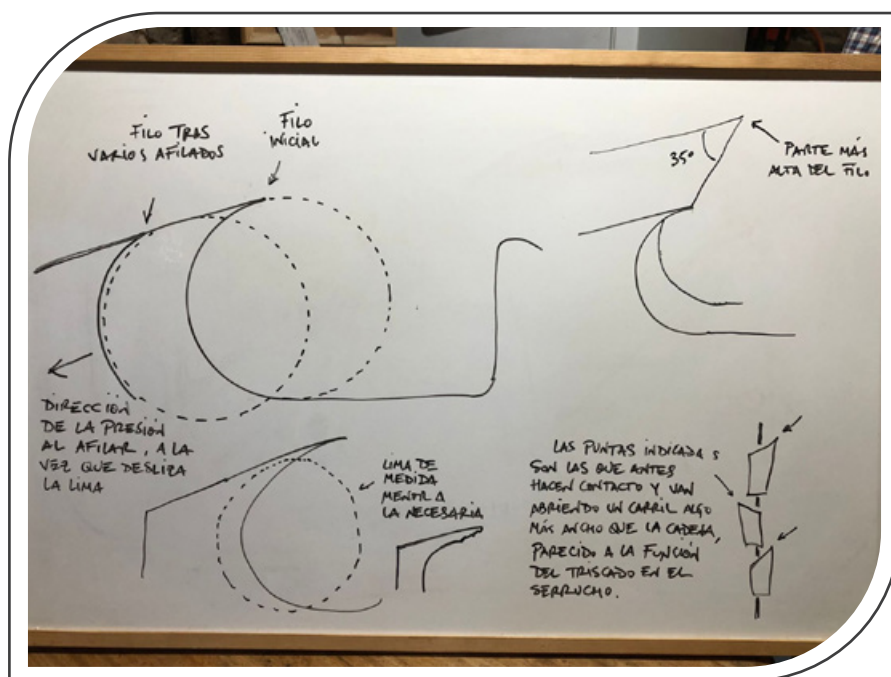 FILO TRAS
VARIOS AFILADOS
FILO
INICIAL
35º
PARTE MÁS
ALTA DEL FILO
DIRECCION
DE LA PRESIÓN
AL AFILAR, A LA
VEZ QUE DESLIZA
LA LIMA
LIMA DE
MEDIDA
MENOR A
LA NECESARIA
LAS PUNTAS INDICADAS
SON LAS QUE ANTES
HACEN CONTACTO Y VAN
ABRIENDO UN CARRIL ALGO
MÁS ANCHO QUE LA CADENA,
PARECIDO A LA FUNCIÓN
DEL TRISCADO EN EL
SERRUCHO.